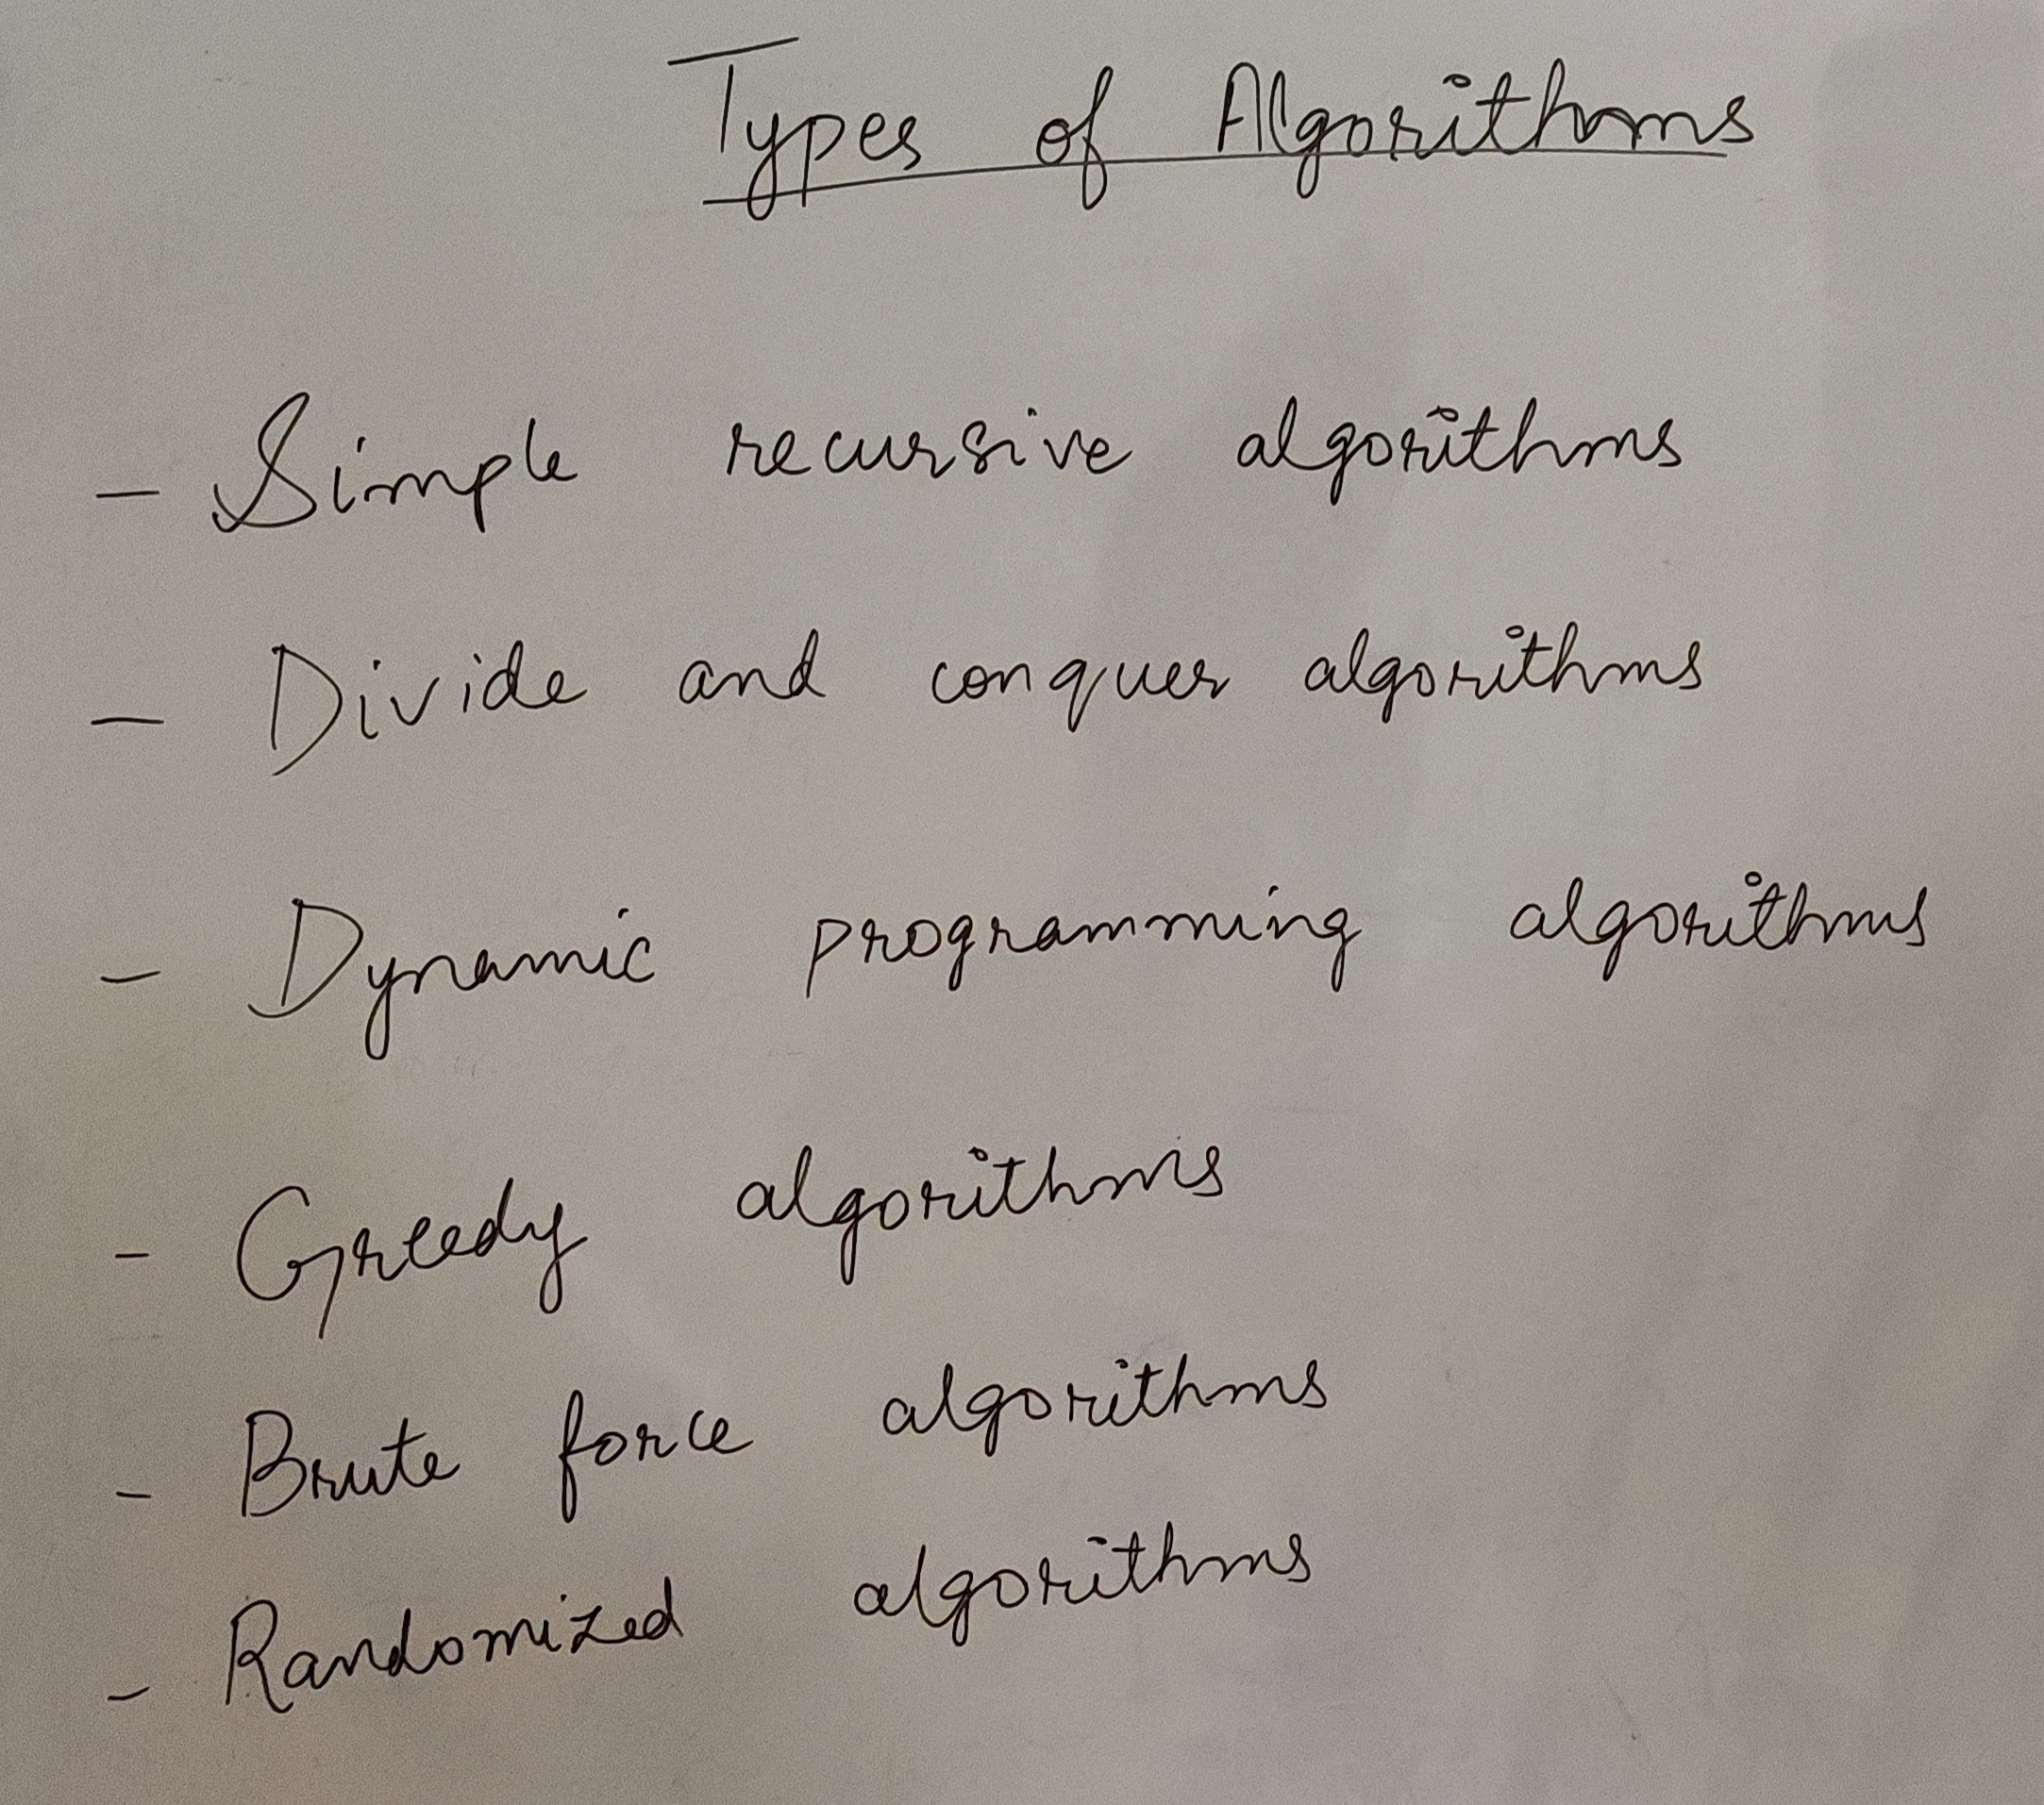 Types of Algorithms
- Simple recursive algorithms
- Divide and conquer algorithms
- Dynamic programming algorithms
- Greedy algorithms
- Brute force algorithms
- Randomized algorithms